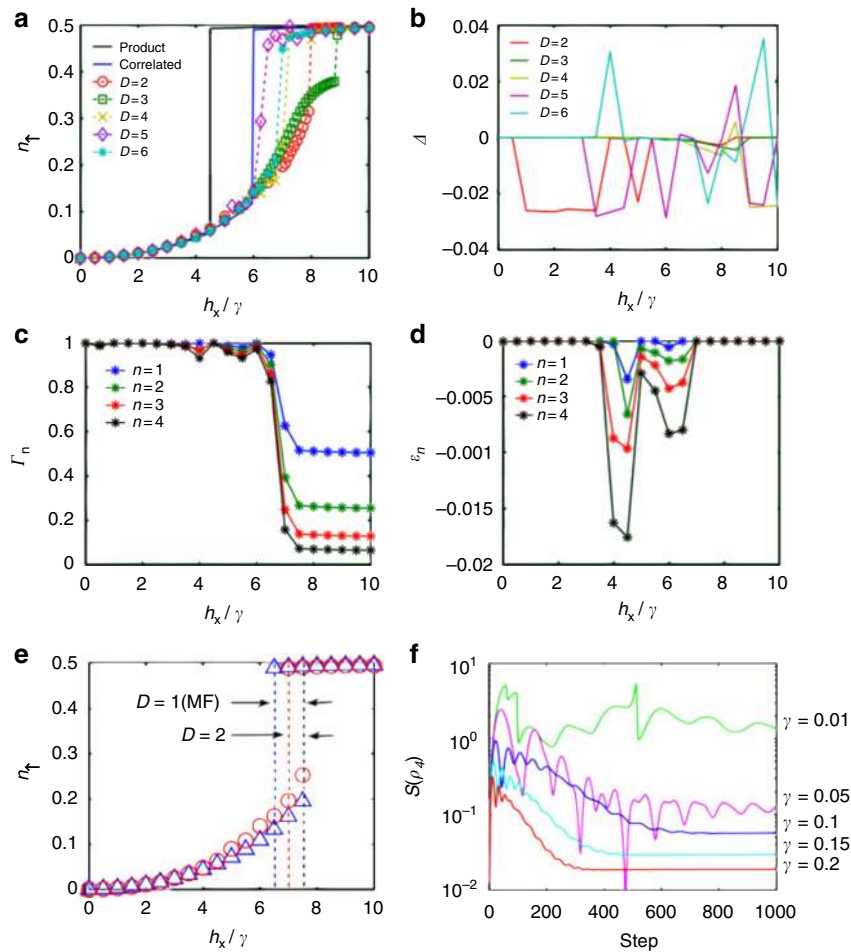 a
0.5
0.4
0.3
0.2
0.1
0
n↑
Product
Correlated
D=2
D=3
D=4
D=5
D=6
0 2 4 6 8 10
hx / γ
b
0.04
0.02
0
−0.02
−0.04
Δ
D=2
D=3
D=4
D=5
D=6
0 2 4 6 8 10
hx / γ
c
1
0.8
0.6
0.4
0.2
0
Γn
n=1
n=2
n=3
n=4
0 2 4 6 8 10
hx / γ
d
0
−0.005
−0.001
−0.015
−0.02
εn
n=1
n=2
n=3
n=4
0 2 4 6 8 10
hx / γ
e
0.5
0.4
0.3
0.2
0.1
0
n↑
D = 1(MF)
D = 2
0 2 4 6 8 10
hx / γ
f
10¹
10⁰
10⁻¹
10⁻²
S(ρ4)
γ = 0.01
γ = 0.05
γ = 0.1
γ = 0.15
γ = 0.2
0 200 400 600 800 1000
Step